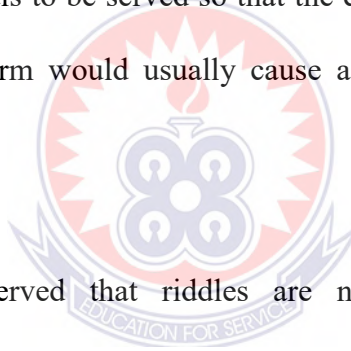 is to be served so that the
rm would usually cause a
erved that riddles are n
EDUCATION FOR SERVICE